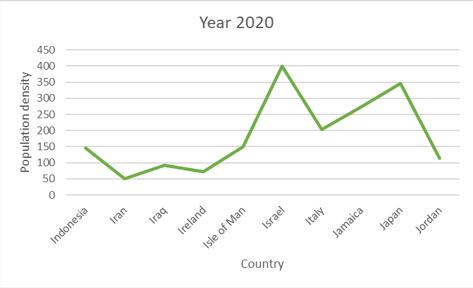 Year 2020
Population density
450
400
350
300
250
200
150
100
50
0
Indonesia
Iran
Iraq
Ireland
Isle of Man
Israel
Italy
Jamaica
Japan
Jordan
Country